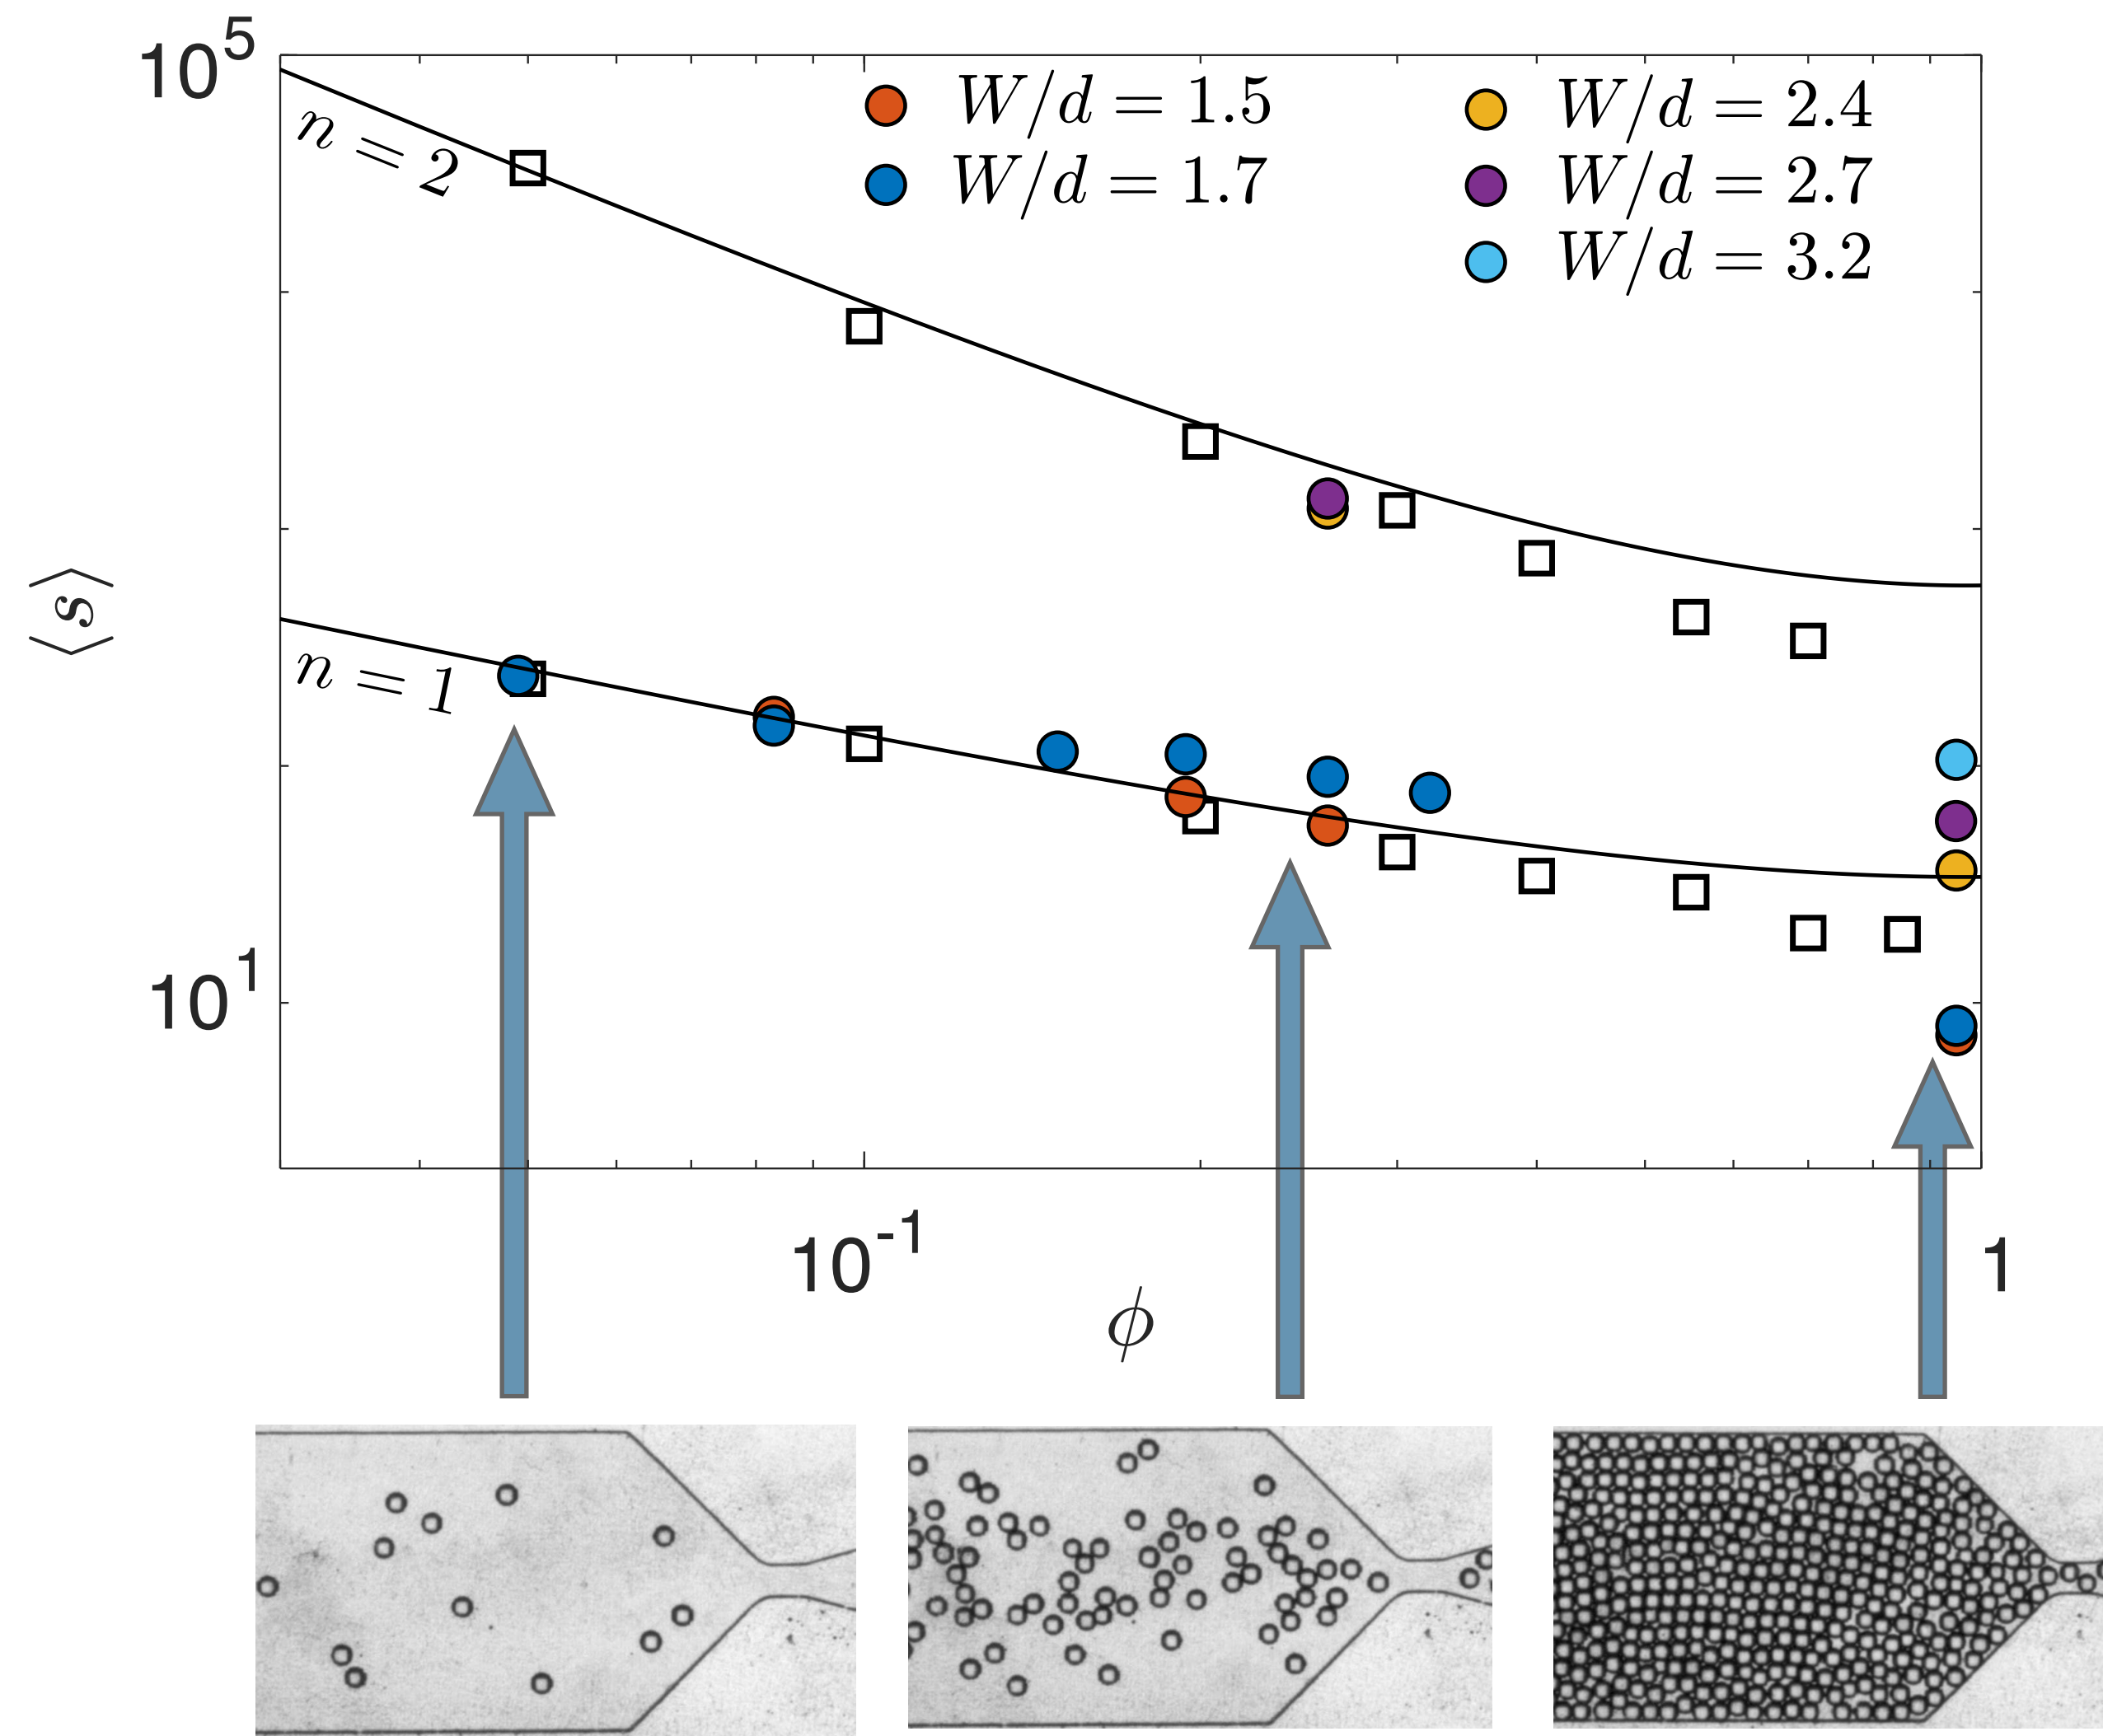 10^5
W/d = 1.5
W/d = 2.4
n = 2
W/d = 1.7
W/d = 2.7
W/d = 3.2
⟨s⟩
n = 1
10^1
10^-1
1
ϕ